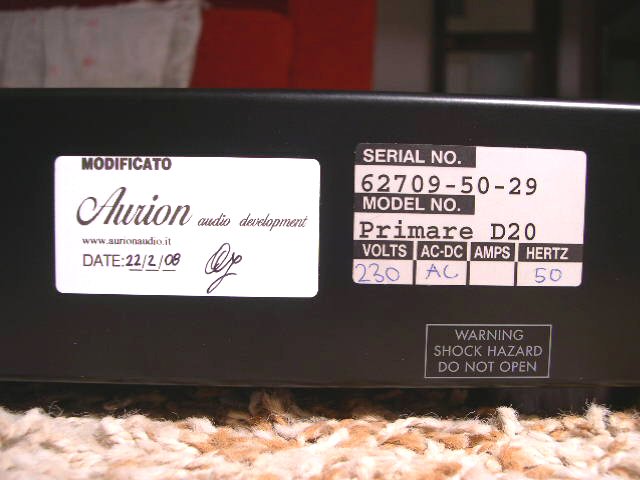 MODIFICATO
Aurion audio development
www.aurionaudio.it
DATE: 22/2/08
SERIAL NO.
62709-50-29
MODEL NO.
Primare D20
VOLTS AC-DC AMPS HERTZ
230 AC 50
WARNING
SHOCK HAZARD
DO NOT OPEN